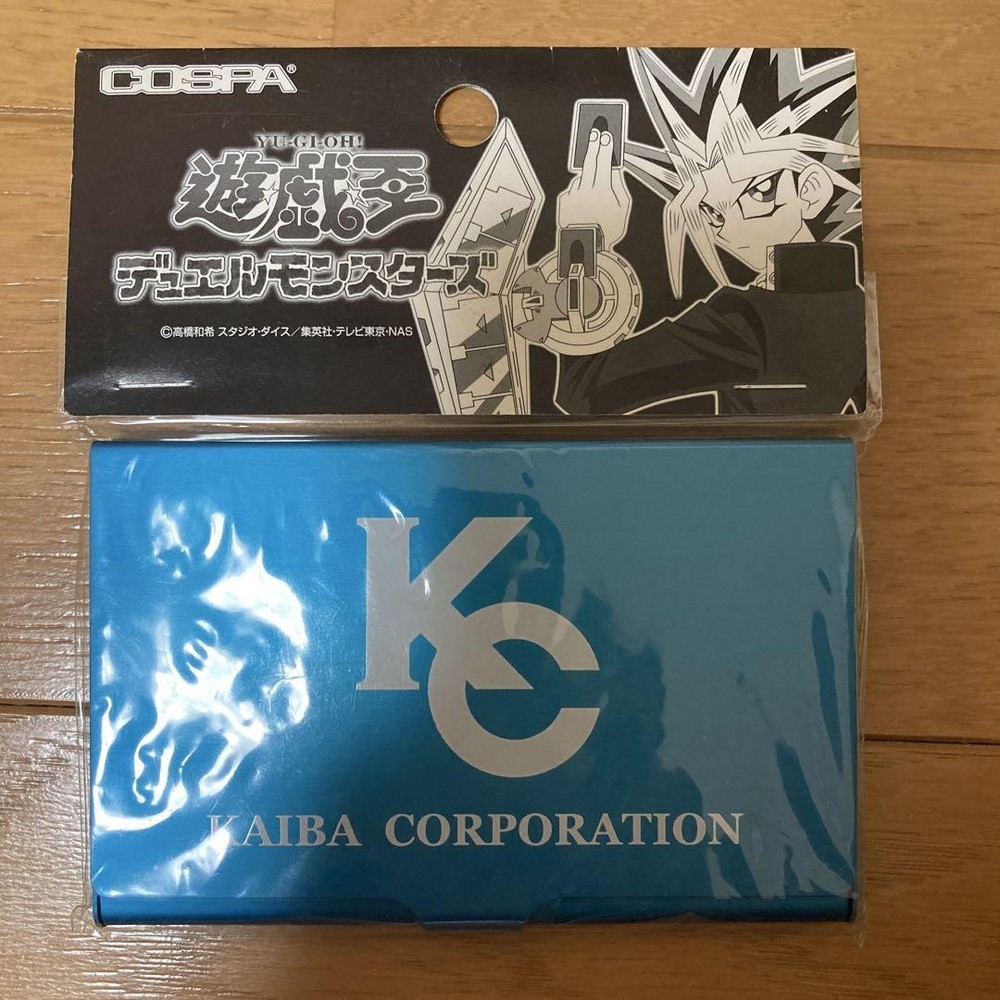 COSPA®
YU-GI-OH!
遊戯王
デュエルモンスターズ
©高橋和希 スタジオ・ダイス／集英社・テレビ東京・NAS
KC
KAIBA CORPORATION